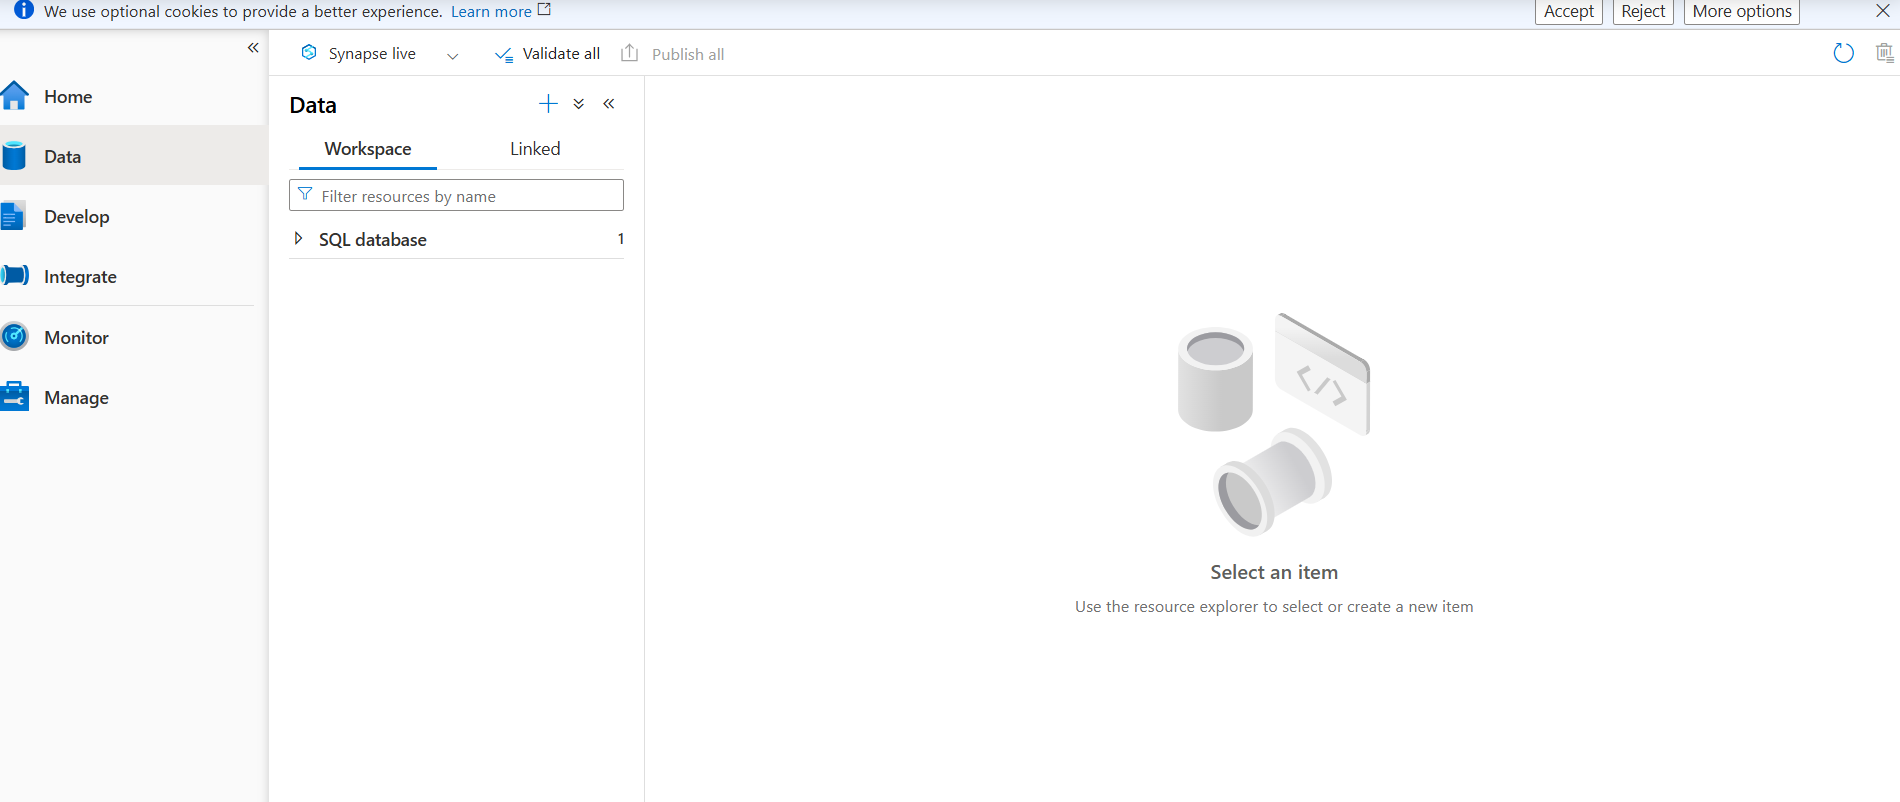 We use optional cookies to provide a better experience. Learn more
Accept
Reject
More options
Synapse live
Validate all
Publish all
Home
Data
Develop
Integrate
Monitor
Manage
Data
Workspace
Linked
Filter resources by name
SQL database
1
Select an item
Use the resource explorer to select or create a new item